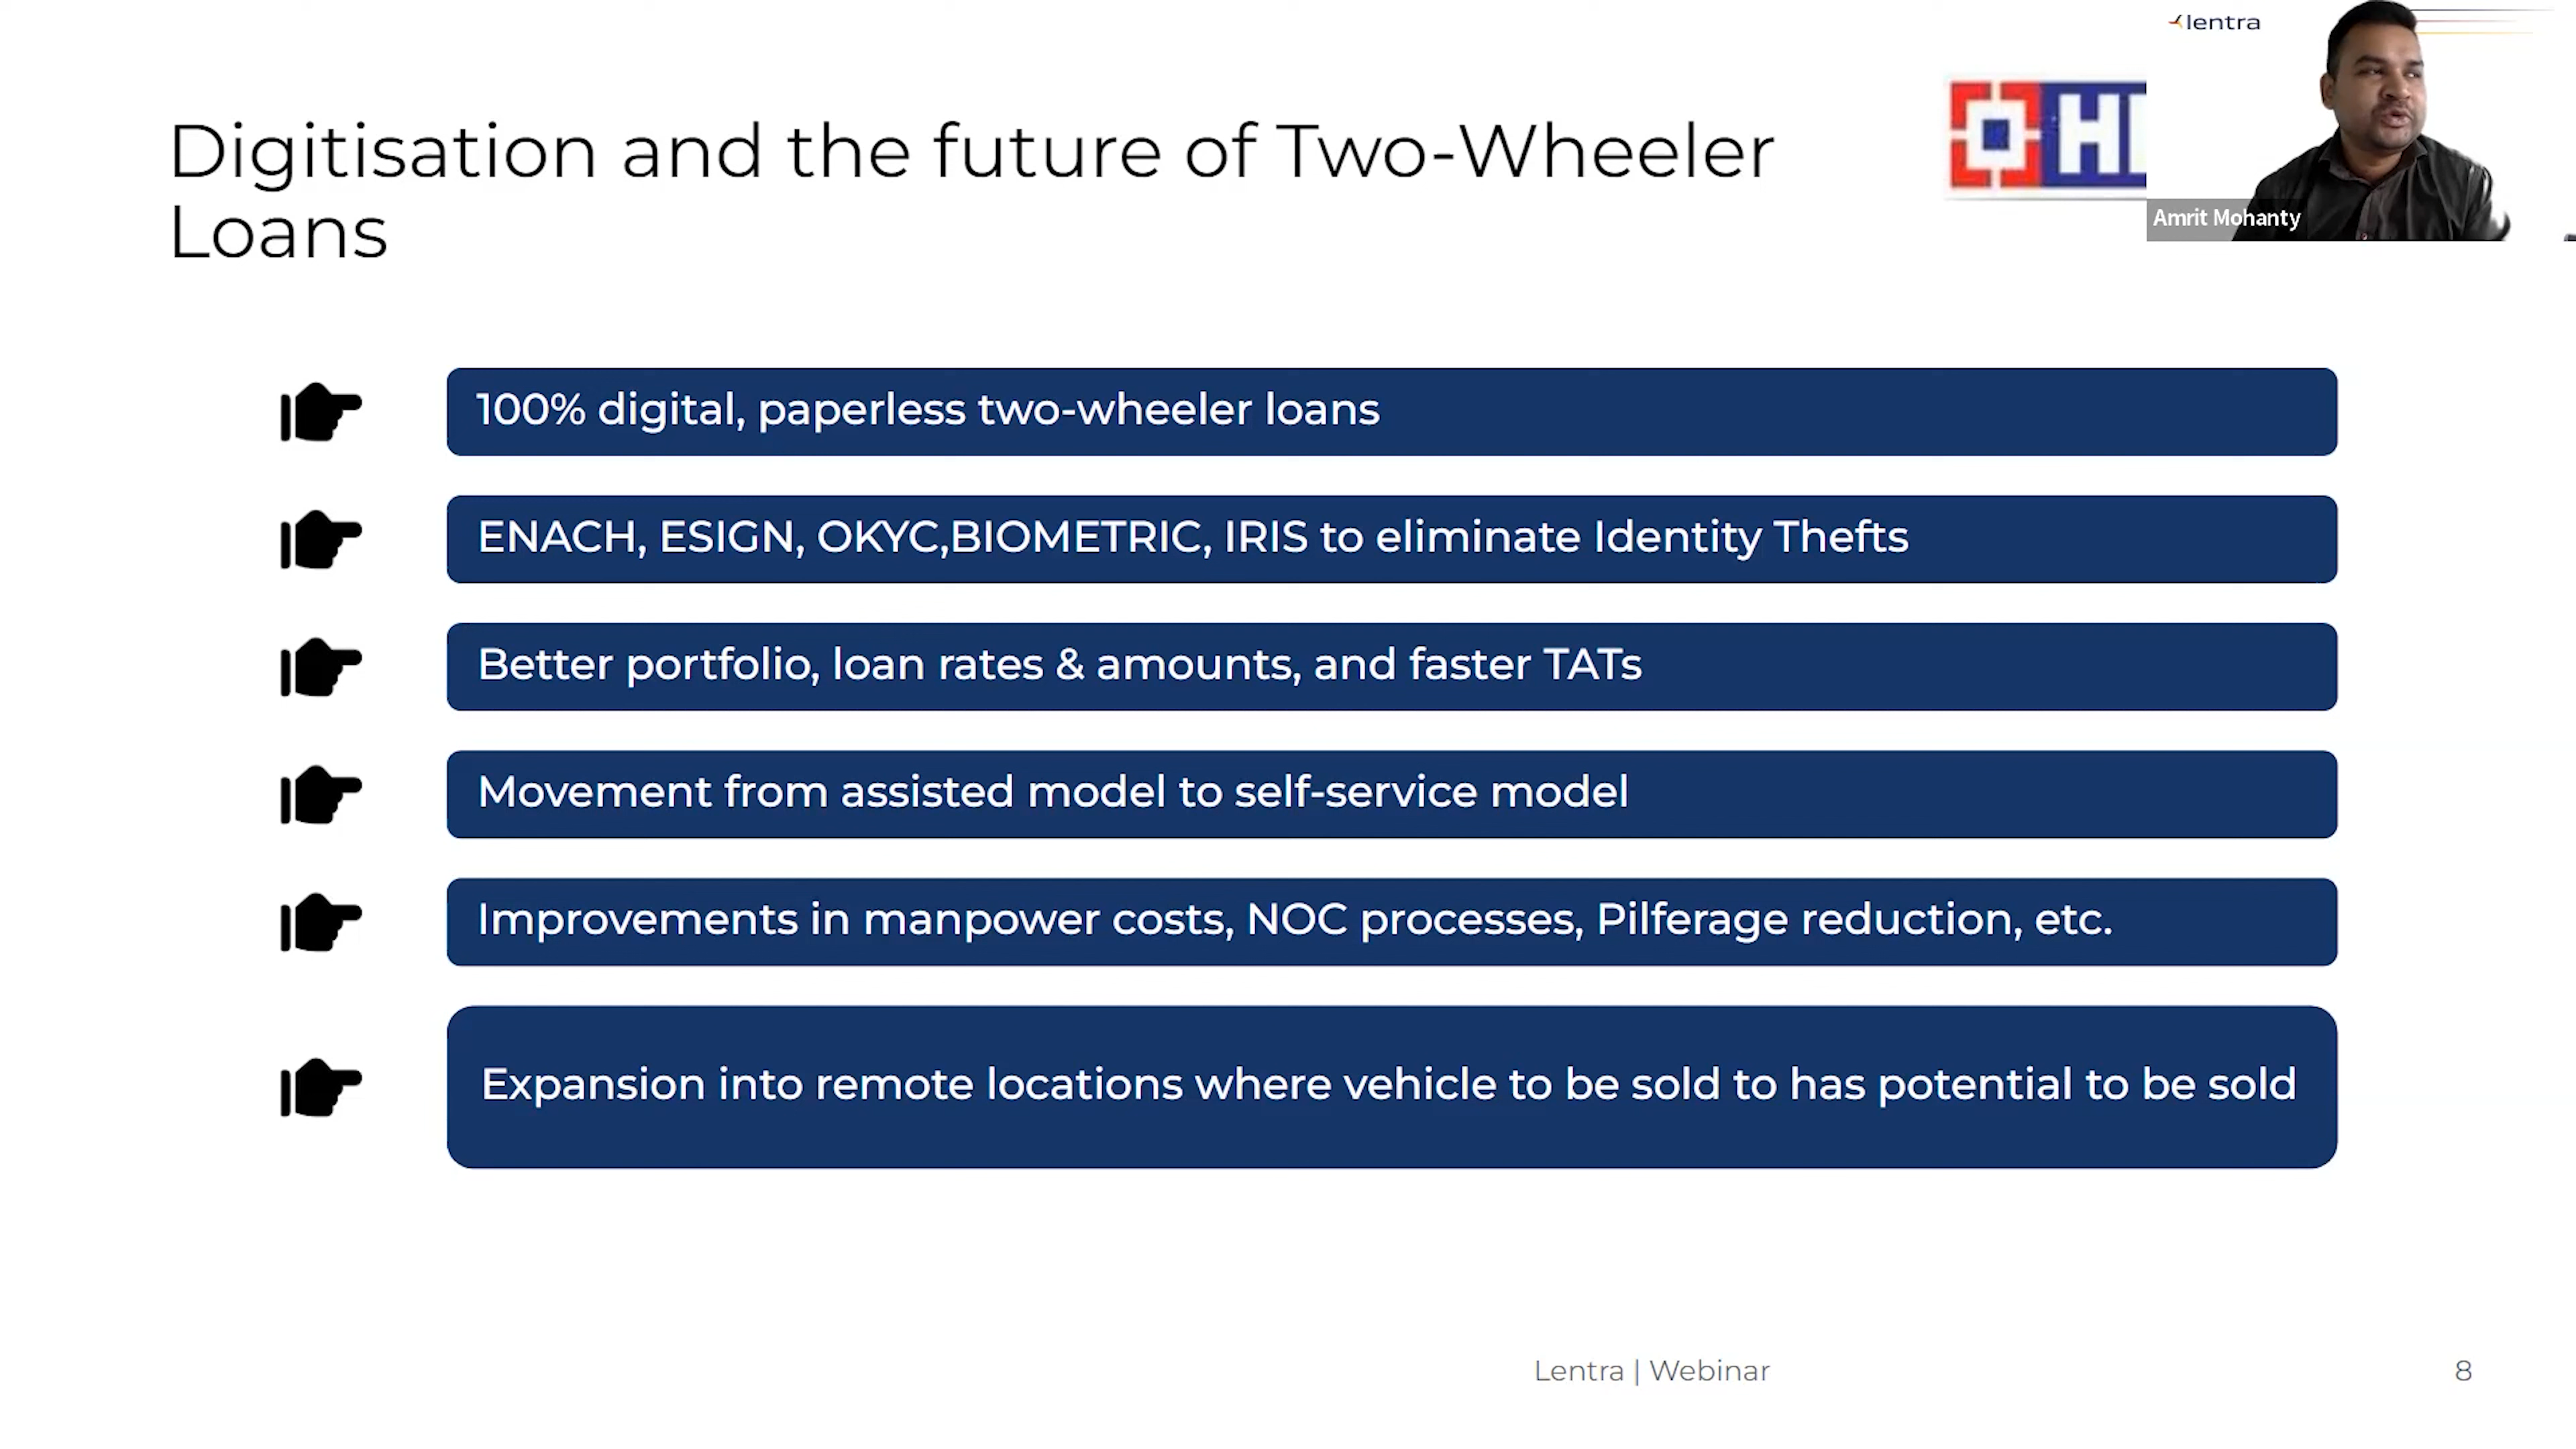 lentra
Digitisation and the future of Two-Wheeler
Loans
Amrit Mohanty
100% digital, paperless two-wheeler loans
ENACH, ESIGN, OKYC,BIOMETRIC, IRIS to eliminate Identity Thefts
Better portfolio, loan rates & amounts, and faster TATs
Movement from assisted model to self-service model
Improvements in manpower costs, NOC processes, Pilferage reduction, etc.
Expansion into remote locations where vehicle to be sold to has potential to be sold
Lentra | Webinar
8